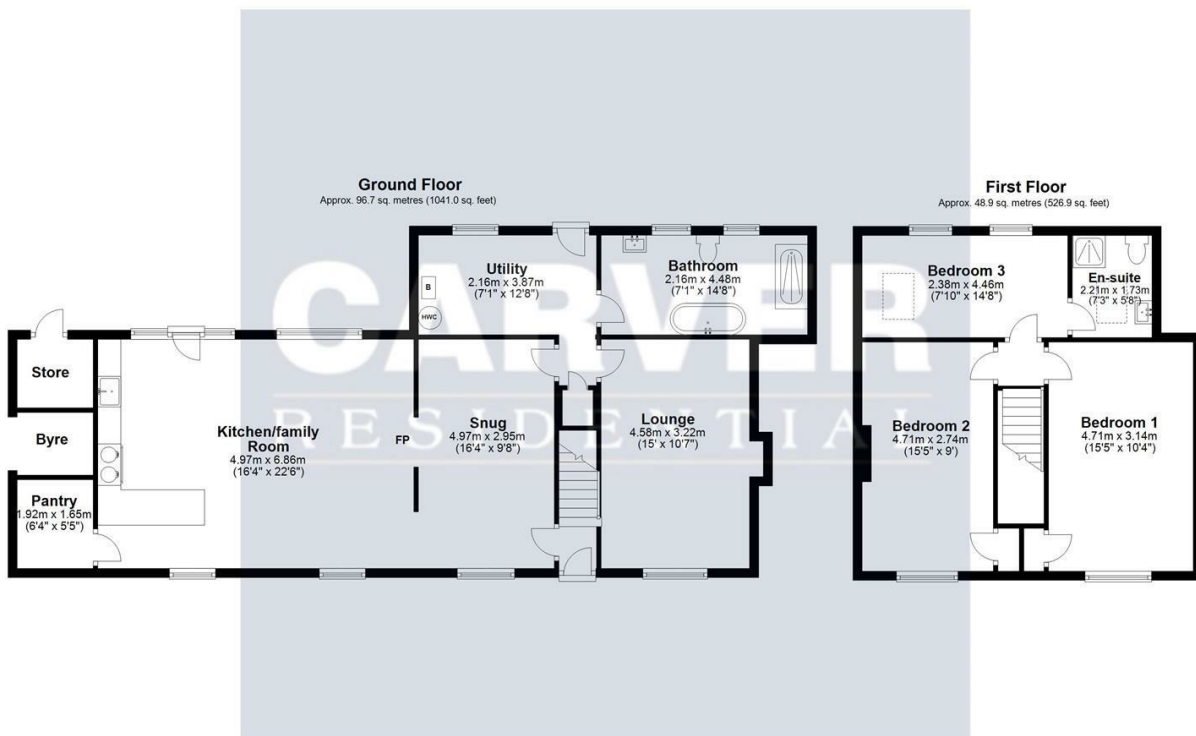 Ground Floor
Approx. 96.7 sq. metres (1041.0 sq. feet)
Utility
2.16m x 3.87m
(7'1" x 12'8")
B
HWC
Bathroom
2.16m x 4.48m
(7'1" x 14'8")
Store
Byre
Pantry
1.92m x 1.65m
(6'4" x 5'5")
Kitchen/family
Room
4.97m x 6.86m
(16'4" x 22'6")
FP
Snug
4.97m x 2.95m
(16'4" x 9'8")
Lounge
4.58m x 3.22m
(15' x 10'7")
First Floor
Approx. 48.9 sq. metres (526.9 sq. feet)
Bedroom 3
2.38m x 4.46m
(7'10" x 14'8")
En-suite
2.21m x 1.73m
(7'3" x 5'8")
Bedroom 2
4.71m x 2.74m
(15'5" x 9')
Bedroom 1
4.71m x 3.14m
(15'5" x 10'4")
CARVER
RESIDENTIAL